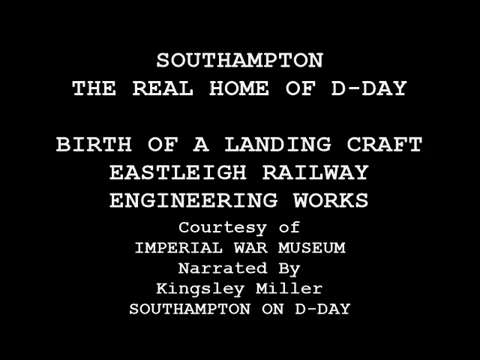 SOUTHAMPTON
THE REAL HOME OF D-DAY
BIRTH OF A LANDING CRAFT
EASTLEIGH RAILWAY
ENGINEERING WORKS
Courtesy of
IMPERIAL WAR MUSEUM
Narrated By
Kingsley Miller
SOUTHAMPTON ON D-DAY